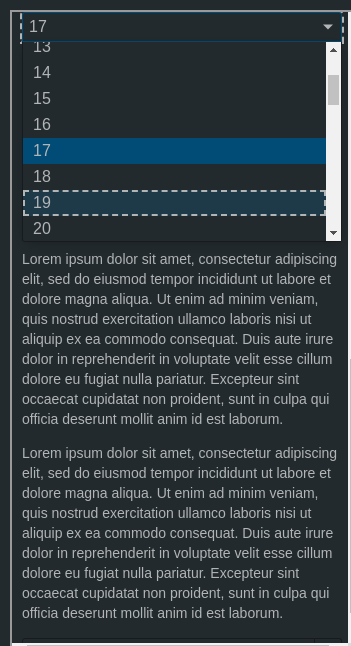 17
13
14
15
16
17
18
19
20
Lorem ipsum dolor sit amet, consectetur adipiscing
elit, sed do eiusmod tempor incididunt ut labore et
dolore magna aliqua. Ut enim ad minim veniam,
quis nostrud exercitation ullamco laboris nisi ut
aliquip ex ea commodo consequat. Duis aute irure
dolor in reprehenderit in voluptate velit esse cillum
dolore eu fugiat nulla pariatur. Excepteur sint
occaecat cupidatat non proident, sunt in culpa qui
officia deserunt mollit anim id est laborum.
Lorem ipsum dolor sit amet, consectetur adipiscing
elit, sed do eiusmod tempor incididunt ut labore et
dolore magna aliqua. Ut enim ad minim veniam,
quis nostrud exercitation ullamco laboris nisi ut
aliquip ex ea commodo consequat. Duis aute irure
dolor in reprehenderit in voluptate velit esse cillum
dolore eu fugiat nulla pariatur. Excepteur sint
occaecat cupidatat non proident, sunt in culpa qui
officia deserunt mollit anim id est laborum.